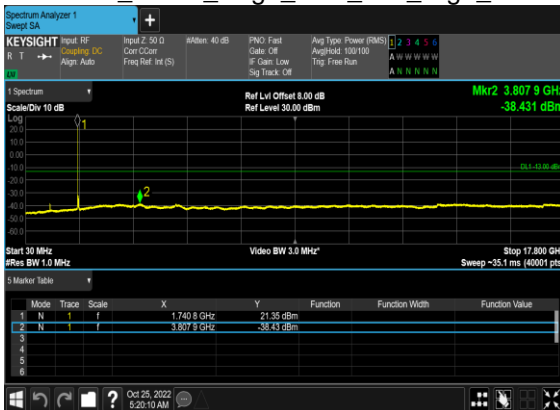 Spectrum Analyzer 1
Swept SA
+
KEYSIGHT Input: RF Input Z: 50 Ω #Atten: 40 dB PNO: Fast Avg Type: Power (RMS) 1 2 3 4 5 6
R T Coupling: DC Corr CCorr Gate: Off Avg|Hold: 100/100 A W W W W W
Align: Auto Freq Ref: Int (S) IF Gain: Low Trig: Free Run
Sig Track: Off A N N N N N
1 Spectrum Ref Lvl Offset 8.00 dB Mkr2 3.807 9 GHz
Scale/Div 10 dB Ref Level 30.00 dBm -38.431 dBm
Log
20.0
10.0
0.00
-10.0
-20.0
-30.0
-40.0
-50.0
-60.0
1
2
DL1 -13.00 dBm
Start 30 MHz Video BW 3.0 MHz* Stop 17.800 GHz
#Res BW 1.0 MHz Sweep ~35.1 ms (40001 pts)
5 Marker Table
Mode Trace Scale X Y Function Function Width Function Value
1 N 1 f 1.740 8 GHz 21.35 dBm
2 N 1 f 3.807 9 GHz -38.43 dBm
3
4
5
6
? Oct 25, 2022
5:20:10 AM